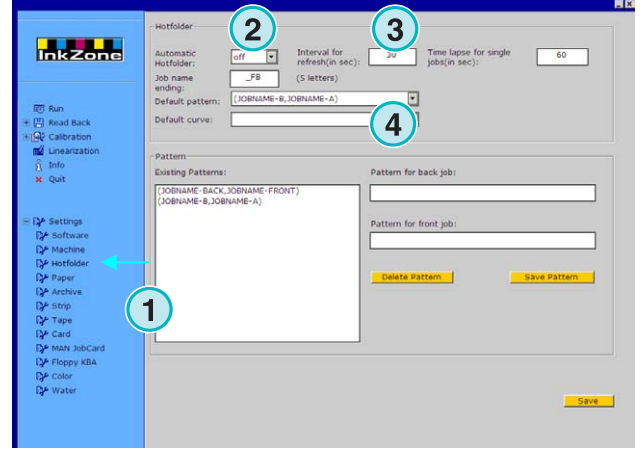 InkZone
Run
Read Back
Calibration
Linearization
Info
Quit
Settings
Software
Machine
Hotfolder
Paper
Archive
Strip
Tape
Card
MAN JobCard
Floppy KBA
Color
Water
1
Hotfolder
2
3
Automatic Hotfolder:
off
Interval for refresh(in sec):
30
Time lapse for single jobs(in sec):
60
Job name ending:
_FB
(5 letters)
Default pattern:
(JOBNAME-B,JOBNAME-A)
Default curve:
4
Pattern
Existing Patterns:
(JOBNAME-BACK,JOBNAME-FRONT)
(JOBNAME-B,JOBNAME-A)
Pattern for back job:
Pattern for front job:
Delete Pattern
Save Pattern
Save